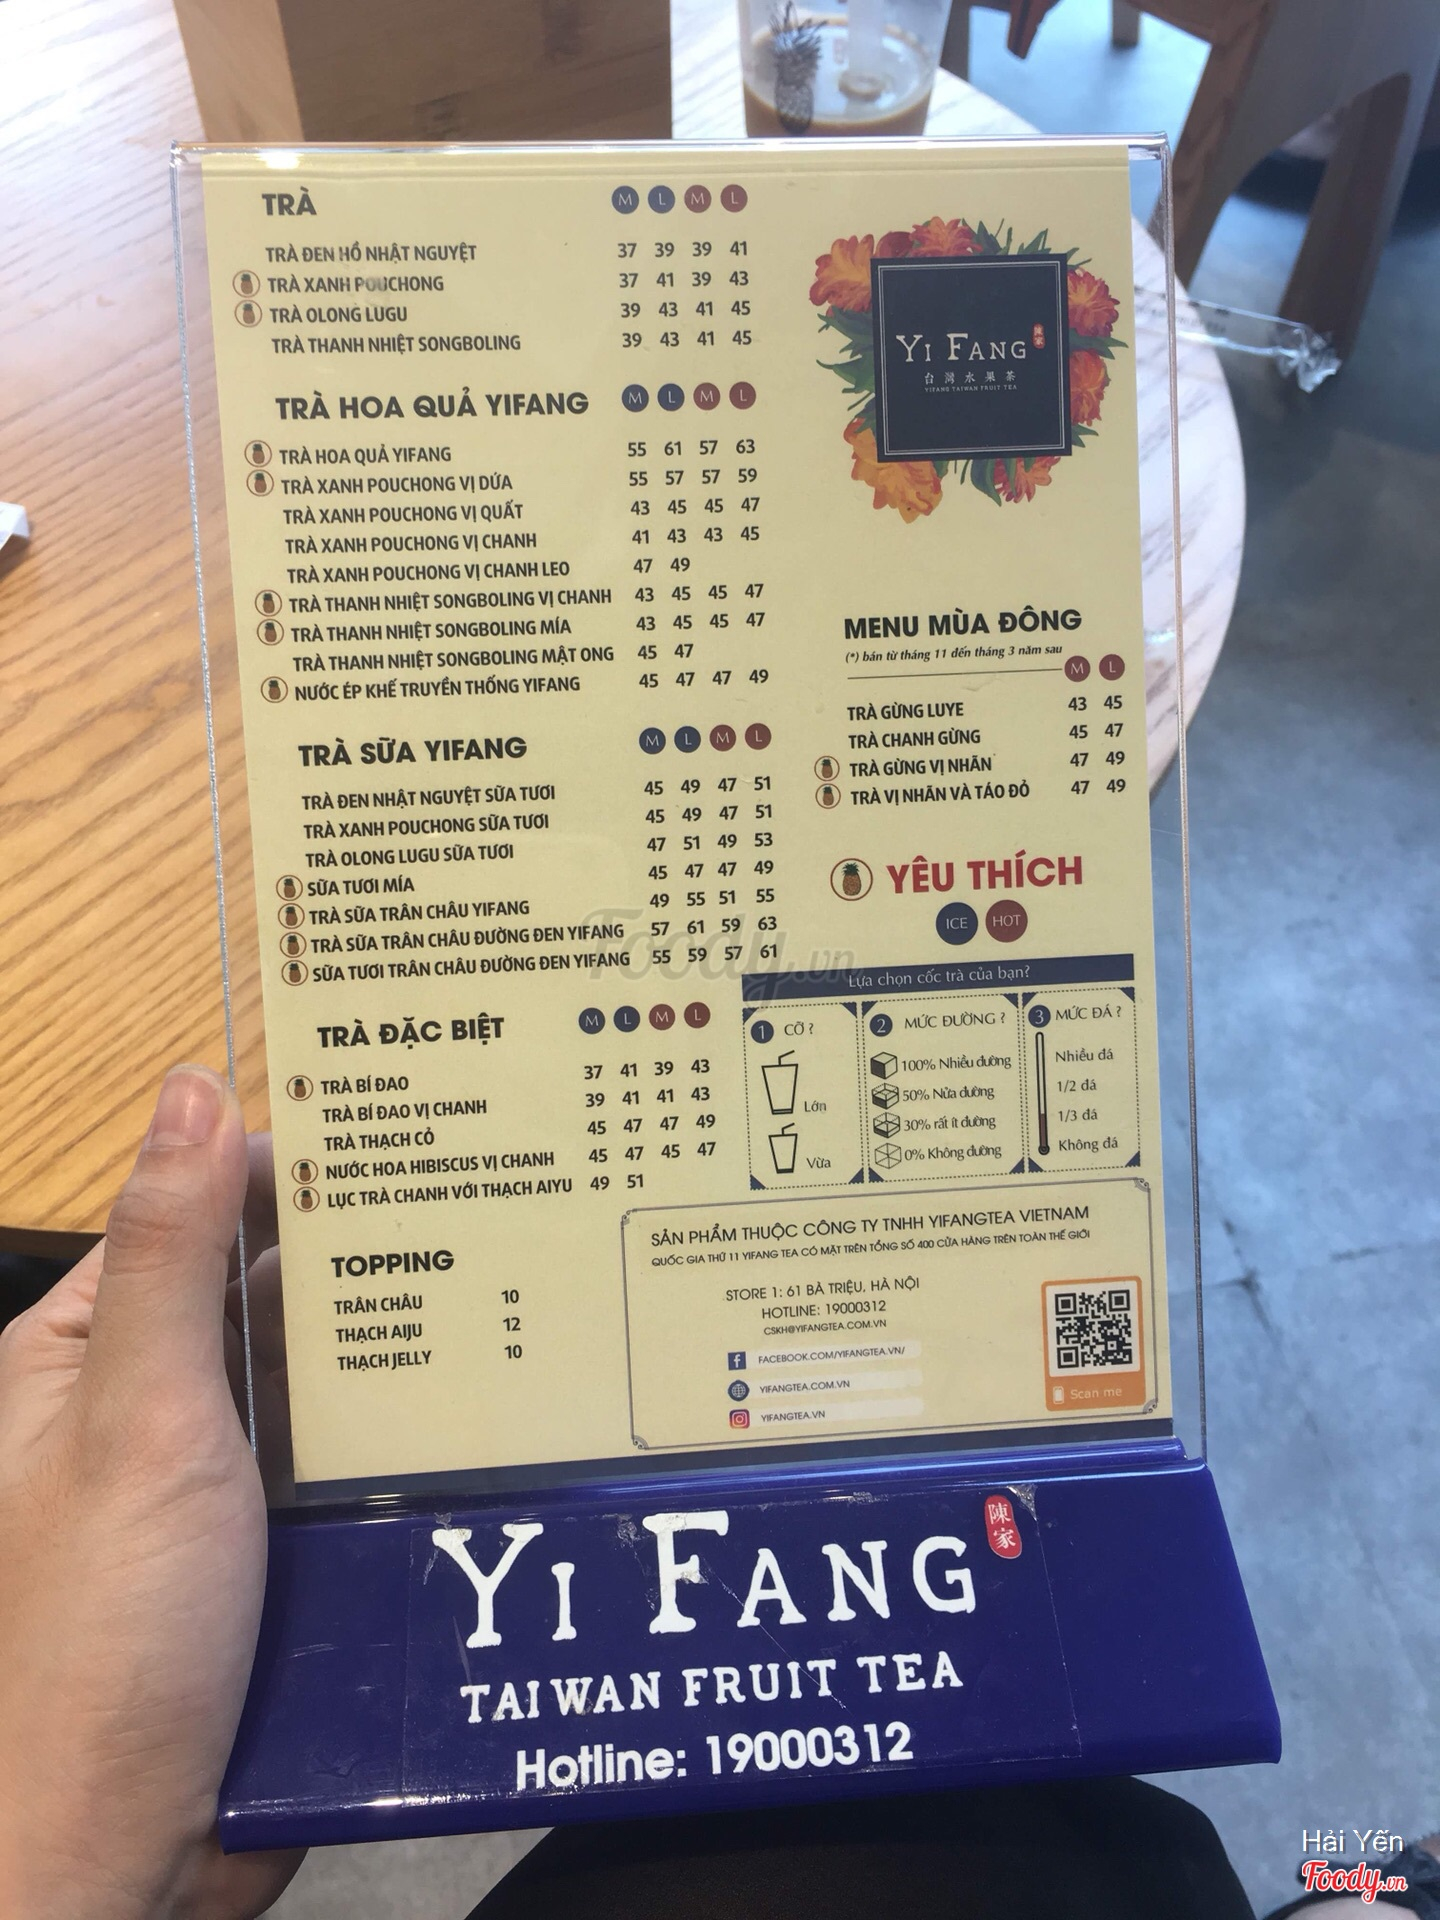 TRÀ M L M L
TRÀ ĐEN HỒ NHẬT NGUYỆT 37 39 39 41
TRÀ XANH POUCHONG 37 41 39 43
TRÀ OLONG LUGU 39 43 41 45
TRÀ THANH NHIỆT SONGBOLING 39 43 41 45
TRÀ HOA QUẢ YIFANG M L M L
TRÀ HOA QUẢ YIFANG 55 61 57 63
TRÀ XANH POUCHONG VỊ DỨA 55 57 57 59
TRÀ XANH POUCHONG VỊ QUẤT 43 45 45 47
TRÀ XANH POUCHONG VỊ CHANH 41 43 43 45
TRÀ XANH POUCHONG VỊ CHANH LEO 47 49
TRÀ THANH NHIỆT SONGBOLING VỊ CHANH 43 45 45 47
TRÀ THANH NHIỆT SONGBOLING MÍA 43 45 45 47
TRÀ THANH NHIỆT SONGBOLING MẬT ONG 45 47
NƯỚC ÉP KHẾ TRUYỀN THỐNG YIFANG 45 47 47 49
TRÀ SỮA YIFANG M L M L
TRÀ ĐEN NHẬT NGUYỆT SỮA TƯƠI 45 49 47 51
TRÀ XANH POUCHONG SỮA TƯƠI 45 49 47 51
TRÀ OLONG LUGU SỮA TƯƠI 47 51 49 53
SỮA TƯƠI MÍA 45 47 47 49
TRÀ SỮA TRÂN CHÂU YIFANG 49 55 51 55
TRÀ SỮA TRÂN CHÂU ĐƯỜNG ĐEN YIFANG 57 61 59 63
SỮA TƯƠI TRÂN CHÂU ĐƯỜNG ĐEN YIFANG 55 59 57 61
TRÀ ĐẶC BIỆT M L M L
TRÀ BÍ ĐAO 37 41 39 43
TRÀ BÍ ĐAO VỊ CHANH 39 41 41 43
TRÀ THẠCH CỎ 45 47 47 49
NƯỚC HOA HIBISCUS VỊ CHANH 45 47 45 47
LỤC TRÀ CHANH VỚI THẠCH AIYU 49 51
TOPPING
TRÂN CHÂU 10
THẠCH AIJU 12
THẠCH JELLY 10
YI FANG 陳家
台灣水果茶
YIFANG TAIWAN FRUIT TEA
MENU MÙA ĐÔNG
(*) bán từ tháng 11 đến tháng 3 năm sau
M L
TRÀ GỪNG LUYE 43 45
TRÀ CHANH GỪNG 45 47
TRÀ GỪNG VỊ NHÃN 47 49
TRÀ VỊ NHÃN VÀ TÁO ĐỎ 47 49
YÊU THÍCH
ICE HOT
Lựa chọn cốc trà của bạn?
1 CỠ ?
Lớn
Vừa
2 MỨC ĐƯỜNG ?
100% Nhiều đường
50% Nửa đường
30% rất ít đường
0% Không đường
3 MỨC ĐÁ ?
Nhiều đá
1/2 đá
1/3 đá
Không đá
SẢN PHẨM THUỘC CÔNG TY TNHH YIFANGTEA VIETNAM
QUỐC GIA THỨ 11 YIFANG TEA CÓ MẶT TRÊN TỔNG SỐ 400 CỬA HÀNG TRÊN TOÀN THẾ GIỚI
STORE 1: 61 BÀ TRIỆU, HÀ NỘI
HOTLINE: 19000312
CSKH@YIFANGTEA.COM.VN
FACEBOOK.COM/YIFANGTEA.VN/
YIFANGTEA.COM.VN
YIFANGTEA.VN
Scan me
Foody.vn
YI FANG 陳家
TAIWAN FRUIT TEA
Hotline: 19000312
Hải Yến
Foody.vn